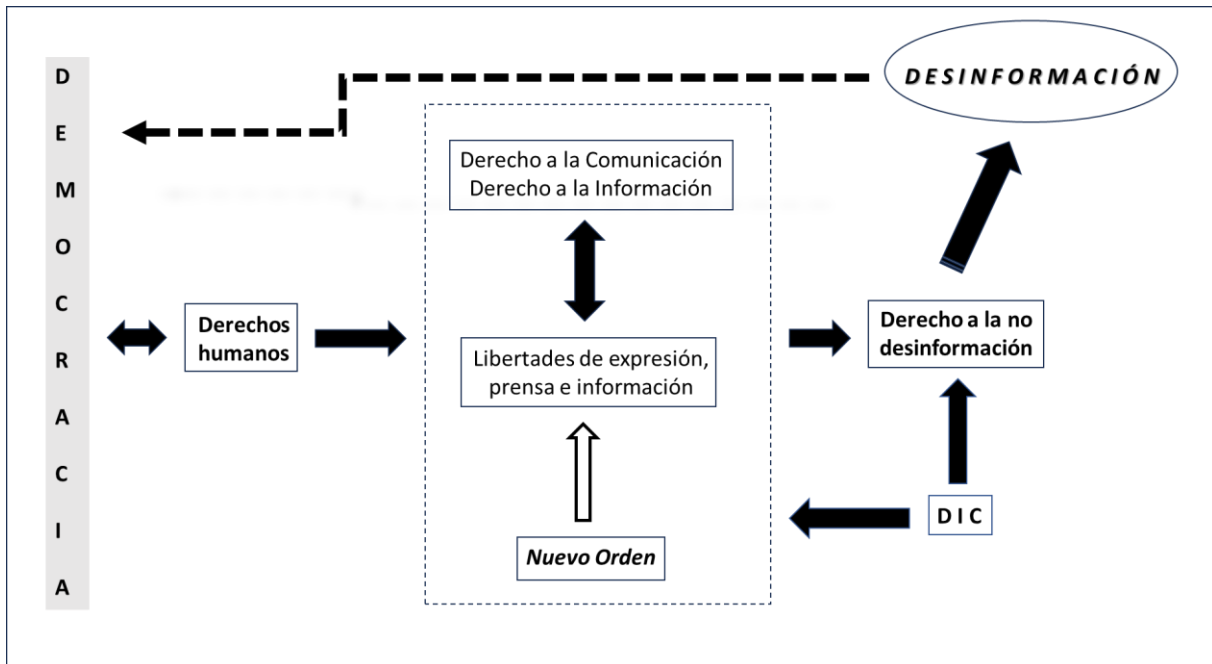 DEMOCRACIA
DESINFORMACIÓN
Derecho a la Comunicación
Derecho a la Información
Derechos
humanos
Libertades de expresión,
prensa e información
Derecho a la no
desinformación
Nuevo Orden
D I C